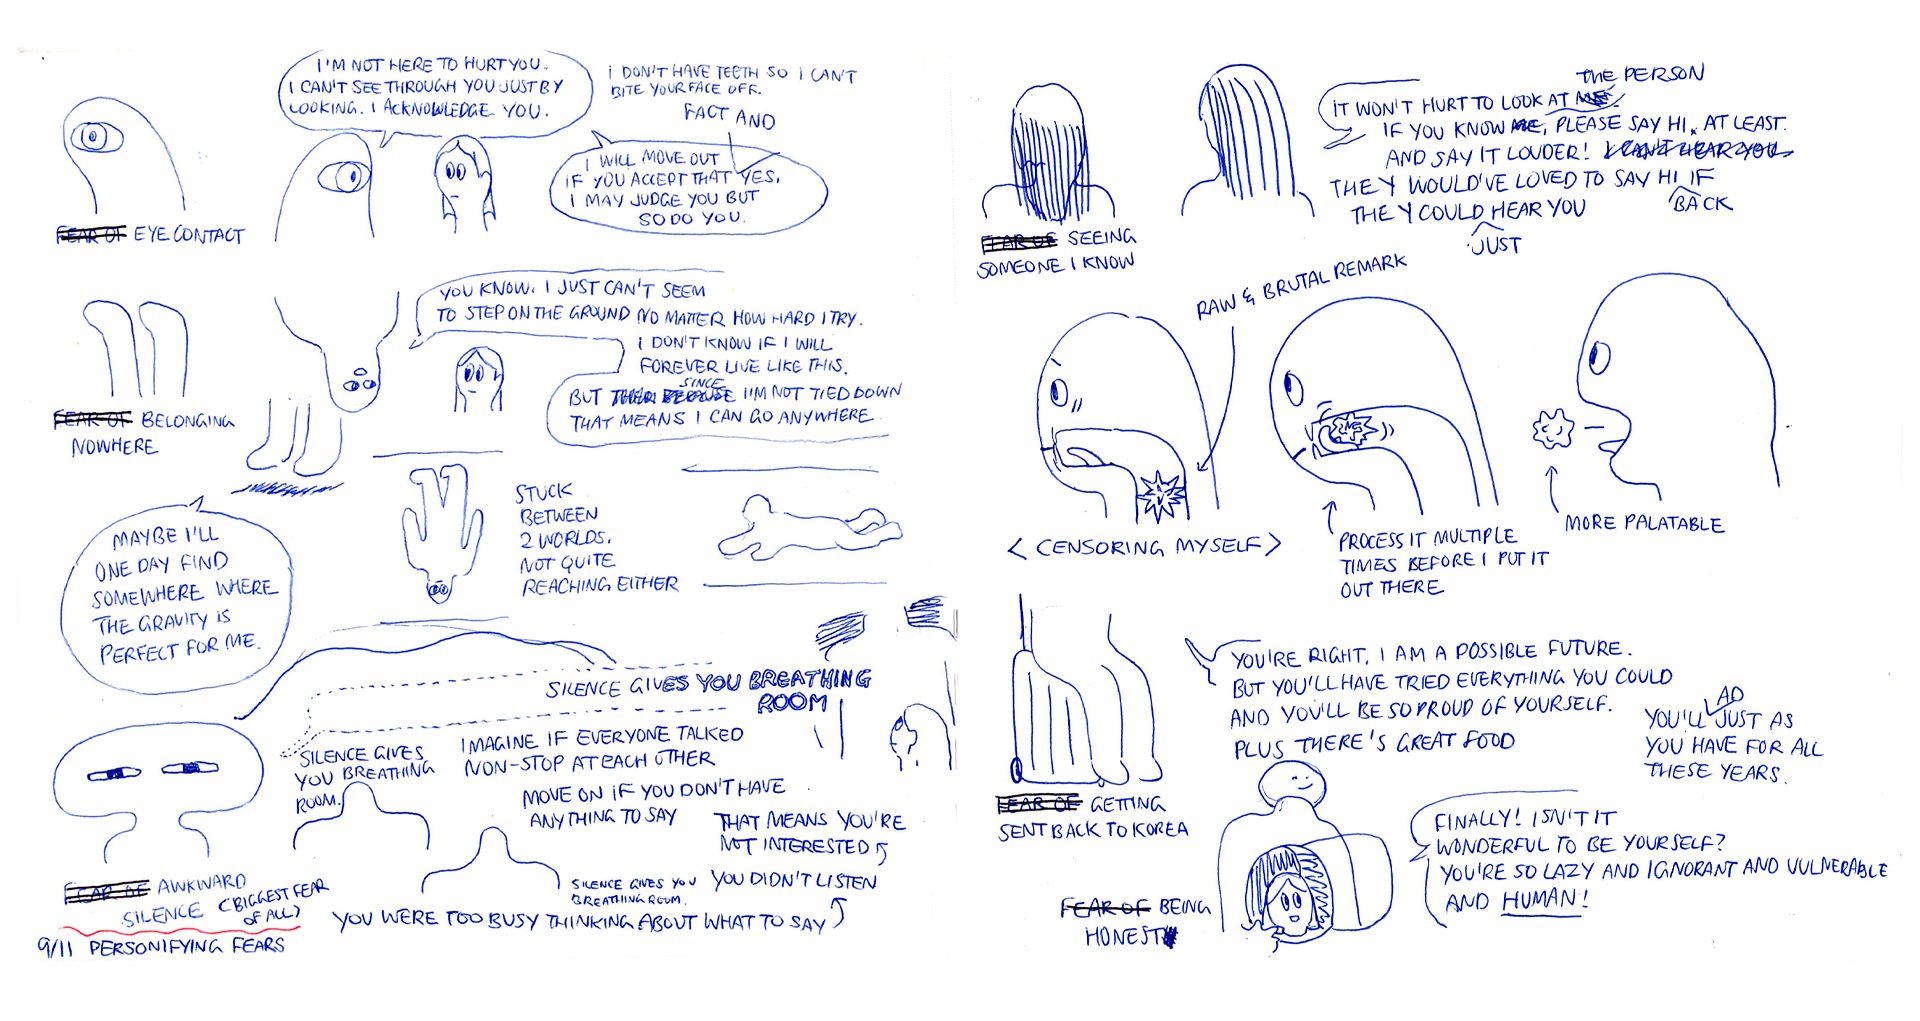 I'M NOT HERE TO HURT YOU.
I CAN'T SEE THROUGH YOU JUST BY
LOOKING. I ACKNOWLEDGE YOU.
I DON'T HAVE TEETH SO I CAN'T
BITE YOUR FACE OFF.
FACT AND
I WILL MOVE OUT
IF YOU ACCEPT THAT YES,
I MAY JUDGE YOU BUT
SO DO YOU.
FEAR OF EYE CONTACT
YOU KNOW. I JUST CAN'T SEEM
TO STEP ON THE GROUND NO MATTER HOW HARD I TRY.
I DON'T KNOW IF I WILL
FOREVER LIVE LIKE THIS.
SINCE
BUT BECAUSE I'M NOT TIED DOWN
THAT MEANS I CAN GO ANYWHERE.
FEAR OF BELONGING
NOWHERE
MAYBE I'LL
ONE DAY FIND
SOMEWHERE WHERE
THE GRAVITY IS
PERFECT FOR ME.
STUCK
BETWEEN
2 WORLDS.
NOT QUITE
REACHING EITHER
SILENCE GIVES YOU BREATHING
ROOM
SILENCE GIVES
YOU BREATHING
ROOM.
IMAGINE IF EVERYONE TALKED
NON-STOP AT EACH OTHER
MOVE ON IF YOU DON'T HAVE
ANYTHING TO SAY
THAT MEANS YOU'RE
NOT INTERESTED
SILENCE GIVES YOU
BREATHING ROOM.
YOU DIDN'T LISTEN
YOU WERE TOO BUSY THINKING ABOUT WHAT TO SAY
FEAR OF AWKWARD
SILENCE (BIGGEST FEAR
OF ALL)
9/11 PERSONIFYING FEARS
THE PERSON
IT WON'T HURT TO LOOK AT ME.
IF YOU KNOW ME, PLEASE SAY HI, AT LEAST.
AND SAY IT LOUDER! I CAN'T HEAR YOU
THEY WOULD'VE LOVED TO SAY HI IF
BACK
THEY COULD HEAR YOU
JUST
FEAR OF SEEING
SOMEONE I KNOW
RAW & BRUTAL REMARK
<CENSORING MYSELF>
PROCESS IT MULTIPLE
TIMES BEFORE I PUT IT
OUT THERE
MORE PALATABLE
YOU'RE RIGHT, I AM A POSSIBLE FUTURE.
BUT YOU'LL HAVE TRIED EVERYTHING YOU COULD
AND YOU'LL BE SO PROUD OF YOURSELF.
PLUS THERE'S GREAT FOOD
AD
YOU'LL JUST AS
YOU HAVE FOR ALL
THESE YEARS.
FEAR OF GETTING
SENT BACK TO KOREA
FINALLY! ISN'T IT
WONDERFUL TO BE YOURSELF?
YOU'RE SO LAZY AND IGNORANT AND VULNERABLE
AND HUMAN!
FEAR OF BEING
HONEST